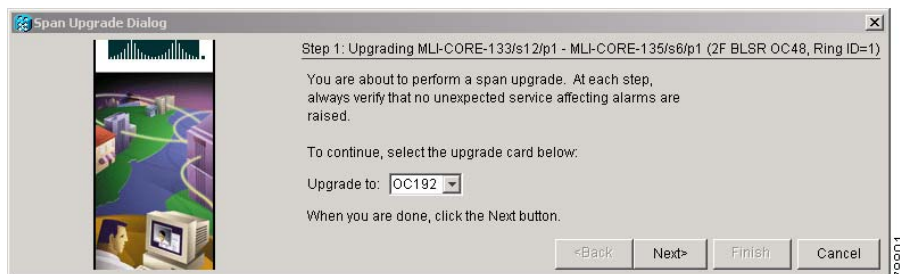 Span Upgrade Dialog
Step 1: Upgrading MLI-CORE-133/s12/p1 - MLI-CORE-135/s6/p1 (2F BLSR OC48, Ring ID=1)
You are about to perform a span upgrade. At each step,
always verify that no unexpected service affecting alarms are
raised.
To continue, select the upgrade card below:
Upgrade to: OC192
When you are done, click the Next button.
<Back Next> Finish Cancel